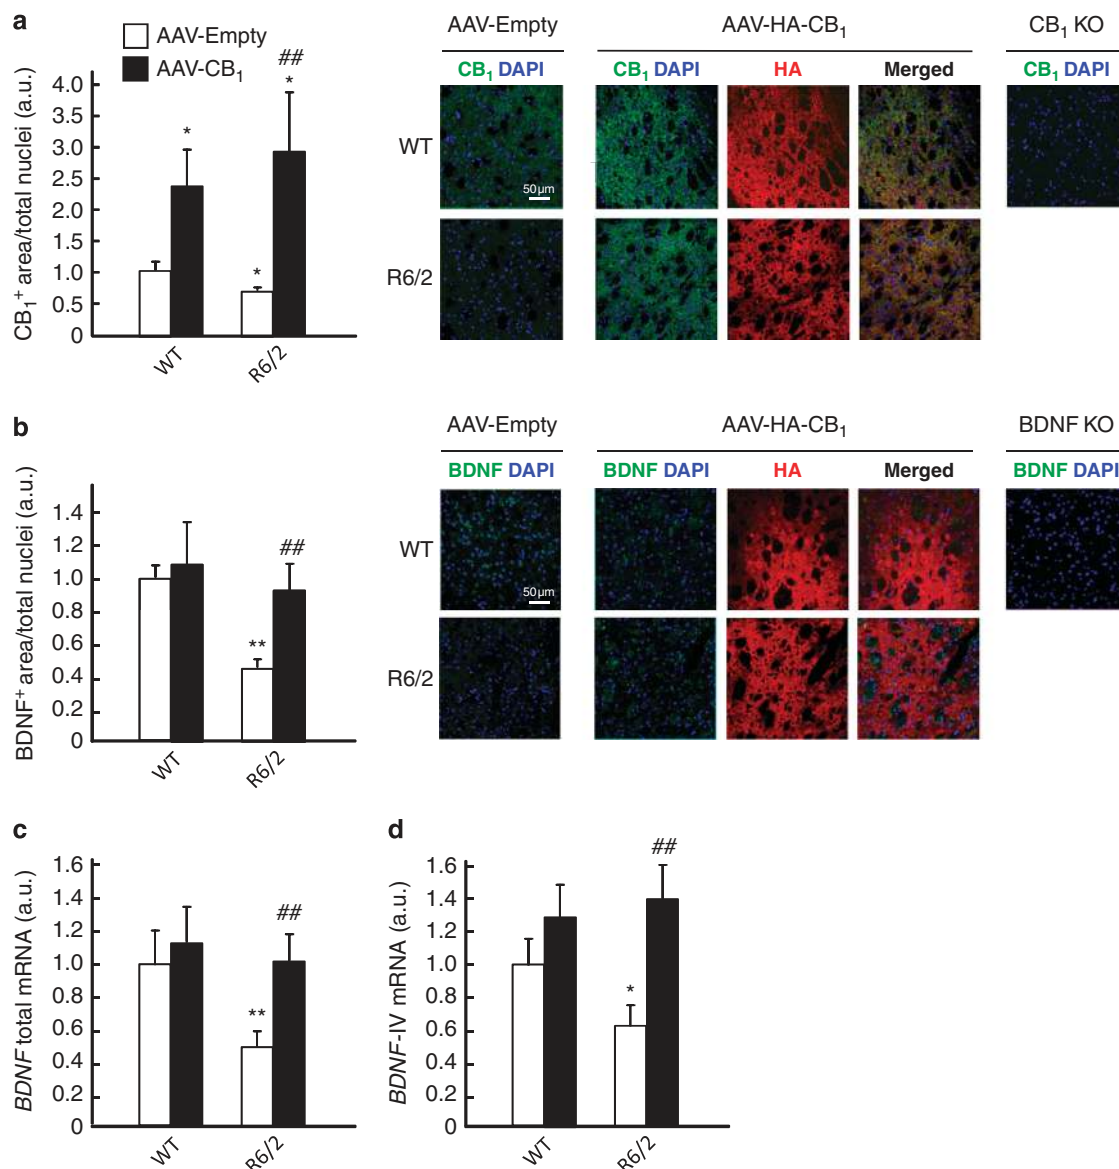 a
AAV-Empty
AAV-CB1
CB1+ area/total nuclei (a.u.)
4.0
3.5
3.0
2.5
2.0
1.5
1.0
0.5
0
*
*
##
*
WT
R6/2
AAV-Empty
AAV-HA-CB1
CB1 KO
CB1 DAPI
CB1 DAPI
HA
Merged
CB1 DAPI
WT
50 µm
R6/2
b
BDNF+ area/total nuclei (a.u.)
1.4
1.2
1.0
0.8
0.6
0.4
0.2
0
**
##
WT
R6/2
AAV-Empty
AAV-HA-CB1
BDNF KO
BDNF DAPI
BDNF DAPI
HA
Merged
BDNF DAPI
WT
50 µm
R6/2
c
BDNF total mRNA (a.u.)
1.6
1.4
1.2
1.0
0.8
0.6
0.4
0.2
0
**
##
WT
R6/2
d
BDNF-IV mRNA (a.u.)
1.6
1.4
1.2
1.0
0.8
0.6
0.4
0.2
0
*
##
WT
R6/2